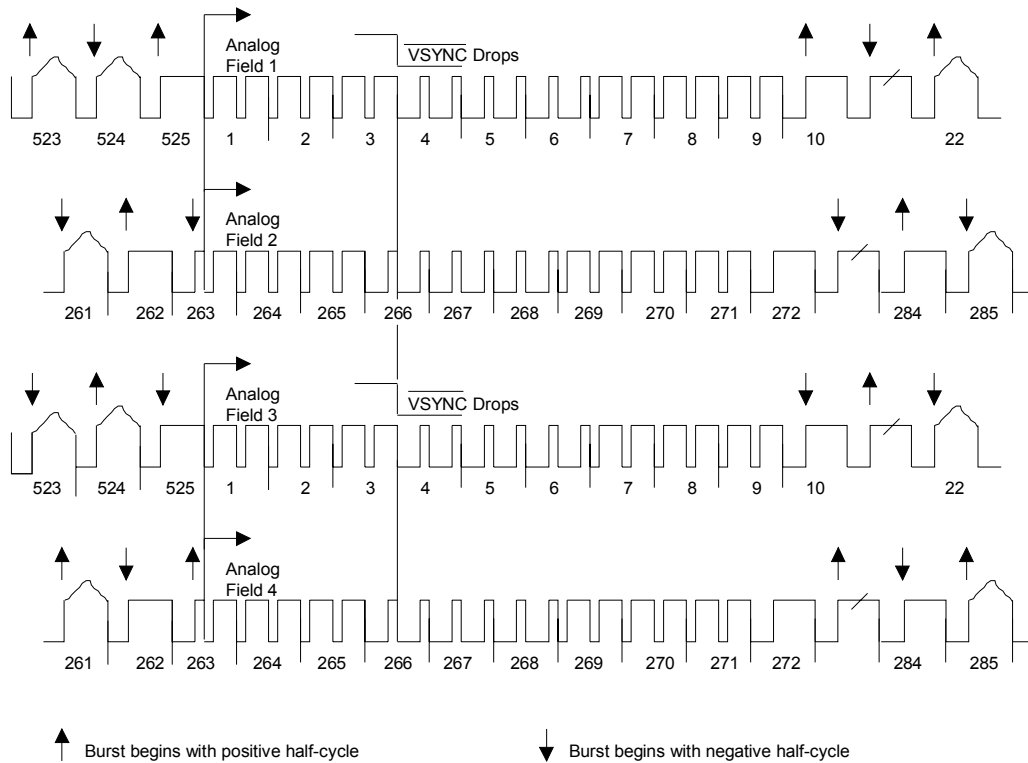 Analog
Field 1
VSYNC Drops
523 524 525 1 2 3 4 5 6 7 8 9 10 22
Analog
Field 2
261 262 263 264 265 266 267 268 269 270 271 272 284 285
Analog
Field 3
VSYNC Drops
523 524 525 1 2 3 4 5 6 7 8 9 10 22
Analog
Field 4
261 262 263 264 265 266 267 268 269 270 271 272 284 285
Burst begins with positive half-cycle
Burst begins with negative half-cycle